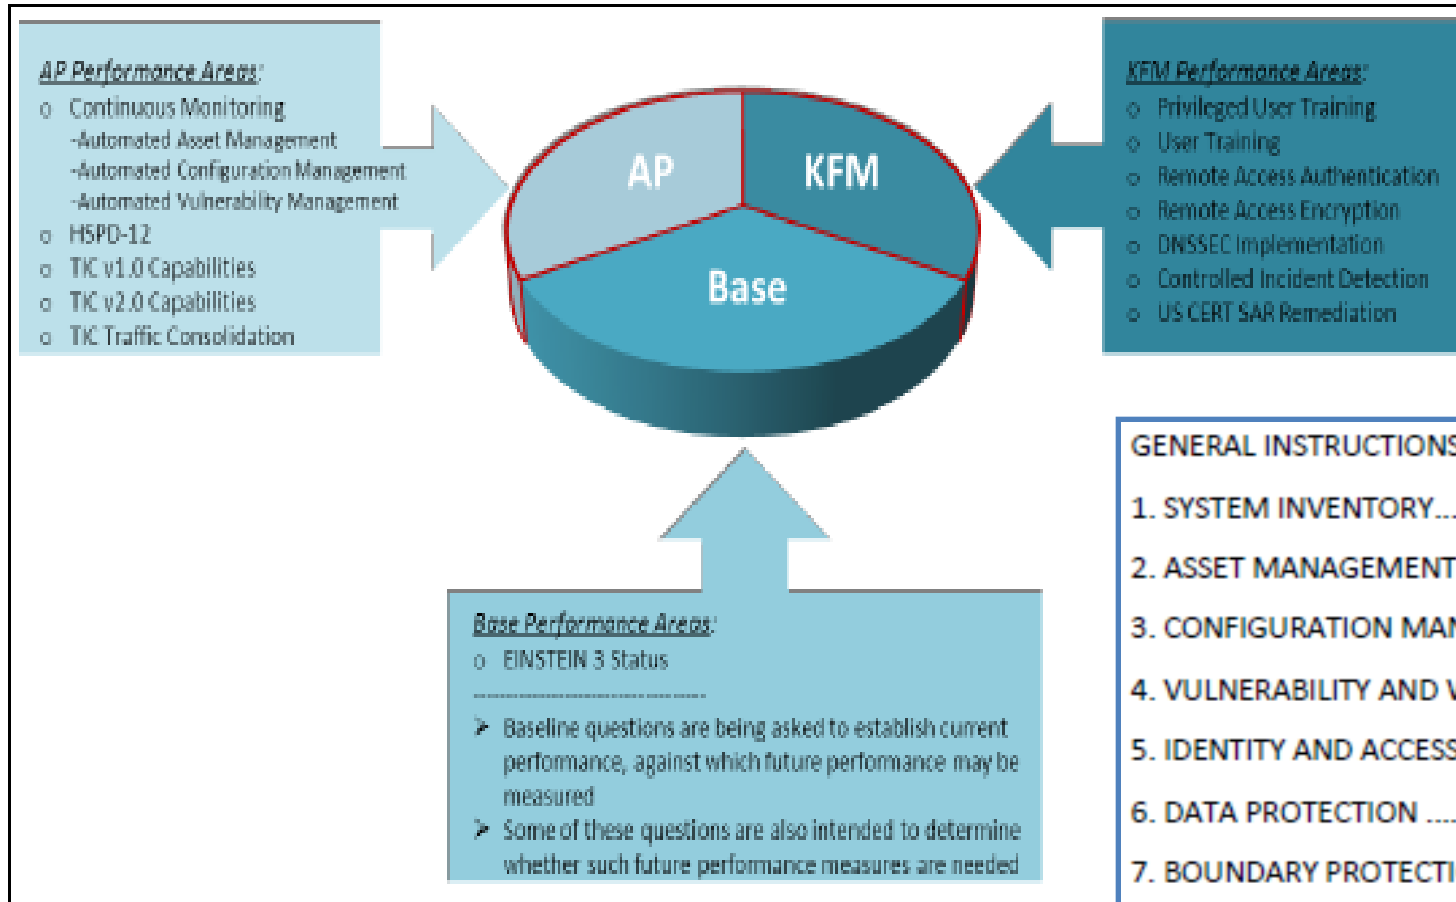 AP Performance Areas:
o Continuous Monitoring
-Automated Asset Management
-Automated Configuration Management
-Automated Vulnerability Management
o HSPD-12
o TIC v1.0 Capabilities
o TIC v2.0 Capabilities
o TIC Traffic Consolidation
AP
KFM
Base
KFM Performance Areas:
o Privileged User Training
o User Training
o Remote Access Authentication
o Remote Access Encryption
o DNSSEC Implementation
o Controlled Incident Detection
o US CERT SAR Remediation
Base Performance Areas:
o EINSTEIN 3 Status
------------------------------------
➢ Baseline questions are being asked to establish current
performance, against which future performance may be
measured
➢ Some of these questions are also intended to determine
whether such future performance measures are needed
GENERAL INSTRUCTIONS
1. SYSTEM INVENTORY...
2. ASSET MANAGEMENT
3. CONFIGURATION MAN
4. VULNERABILITY AND W
5. IDENTITY AND ACCESS
6. DATA PROTECTION ....
7. BOUNDARY PROTECTI